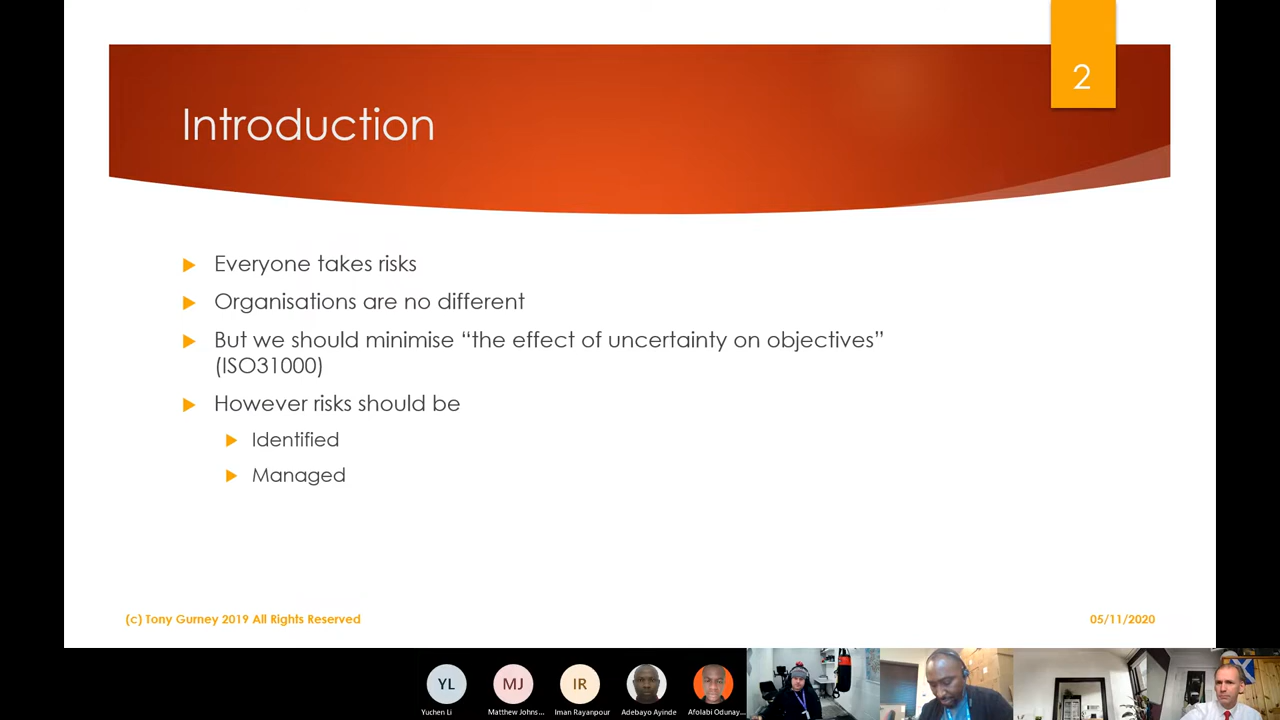 2
Introduction
Everyone takes risks
Organisations are no different
But we should minimise “the effect of uncertainty on objectives”
(ISO31000)
However risks should be
Identified
Managed
(c) Tony Gurney 2019 All Rights Reserved
05/11/2020
YL
MJ
IR
Yuchen Li
Matthew Johns...
Iman Rayanpour
Adebayo Ayinde
Afolabi Odunay...